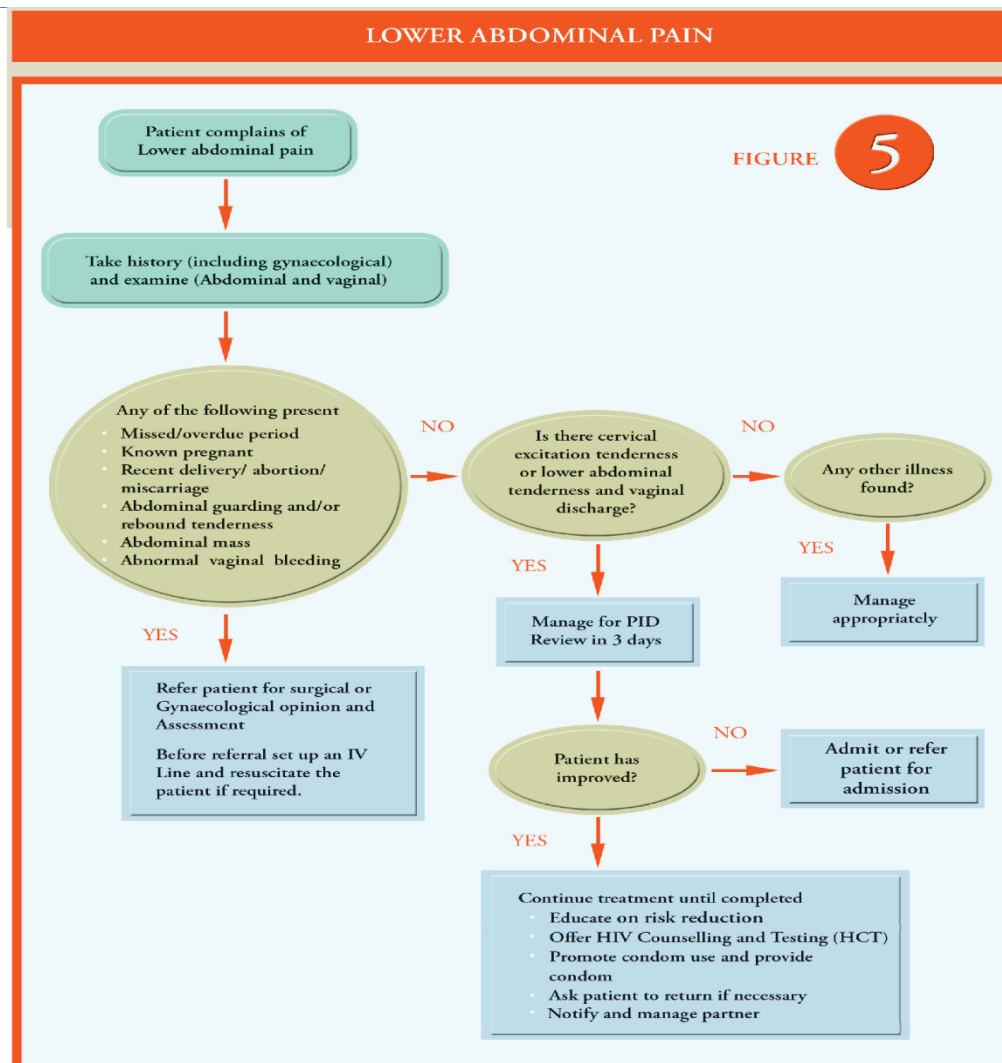 LOWER ABDOMINAL PAIN
FIGURE 5
Patient complains of
Lower abdominal pain
Take history (including gynaecological)
and examine (Abdominal and vaginal)
Any of the following present
• Missed/overdue period
• Known pregnant
• Recent delivery/ abortion/
miscarriage
• Abdominal guarding and/or
rebound tenderness
• Abdominal mass
• Abnormal vaginal bleeding
NO
Is there cervical
excitation tenderness
or lower abdominal
tenderness and vaginal
discharge?
NO
Any other illness
found?
YES
Manage
appropriately
YES
Manage for PID
Review in 3 days
YES
Refer patient for surgical or
Gynaecological opinion and
Assessment
Before referral set up an IV
Line and resuscitate the
patient if required.
Patient has
improved?
NO
Admit or refer
patient for
admission
YES
Continue treatment until completed
• Educate on risk reduction
• Offer HIV Counselling and Testing (HCT)
• Promote condom use and provide
condom
• Ask patient to return if necessary
• Notify and manage partner